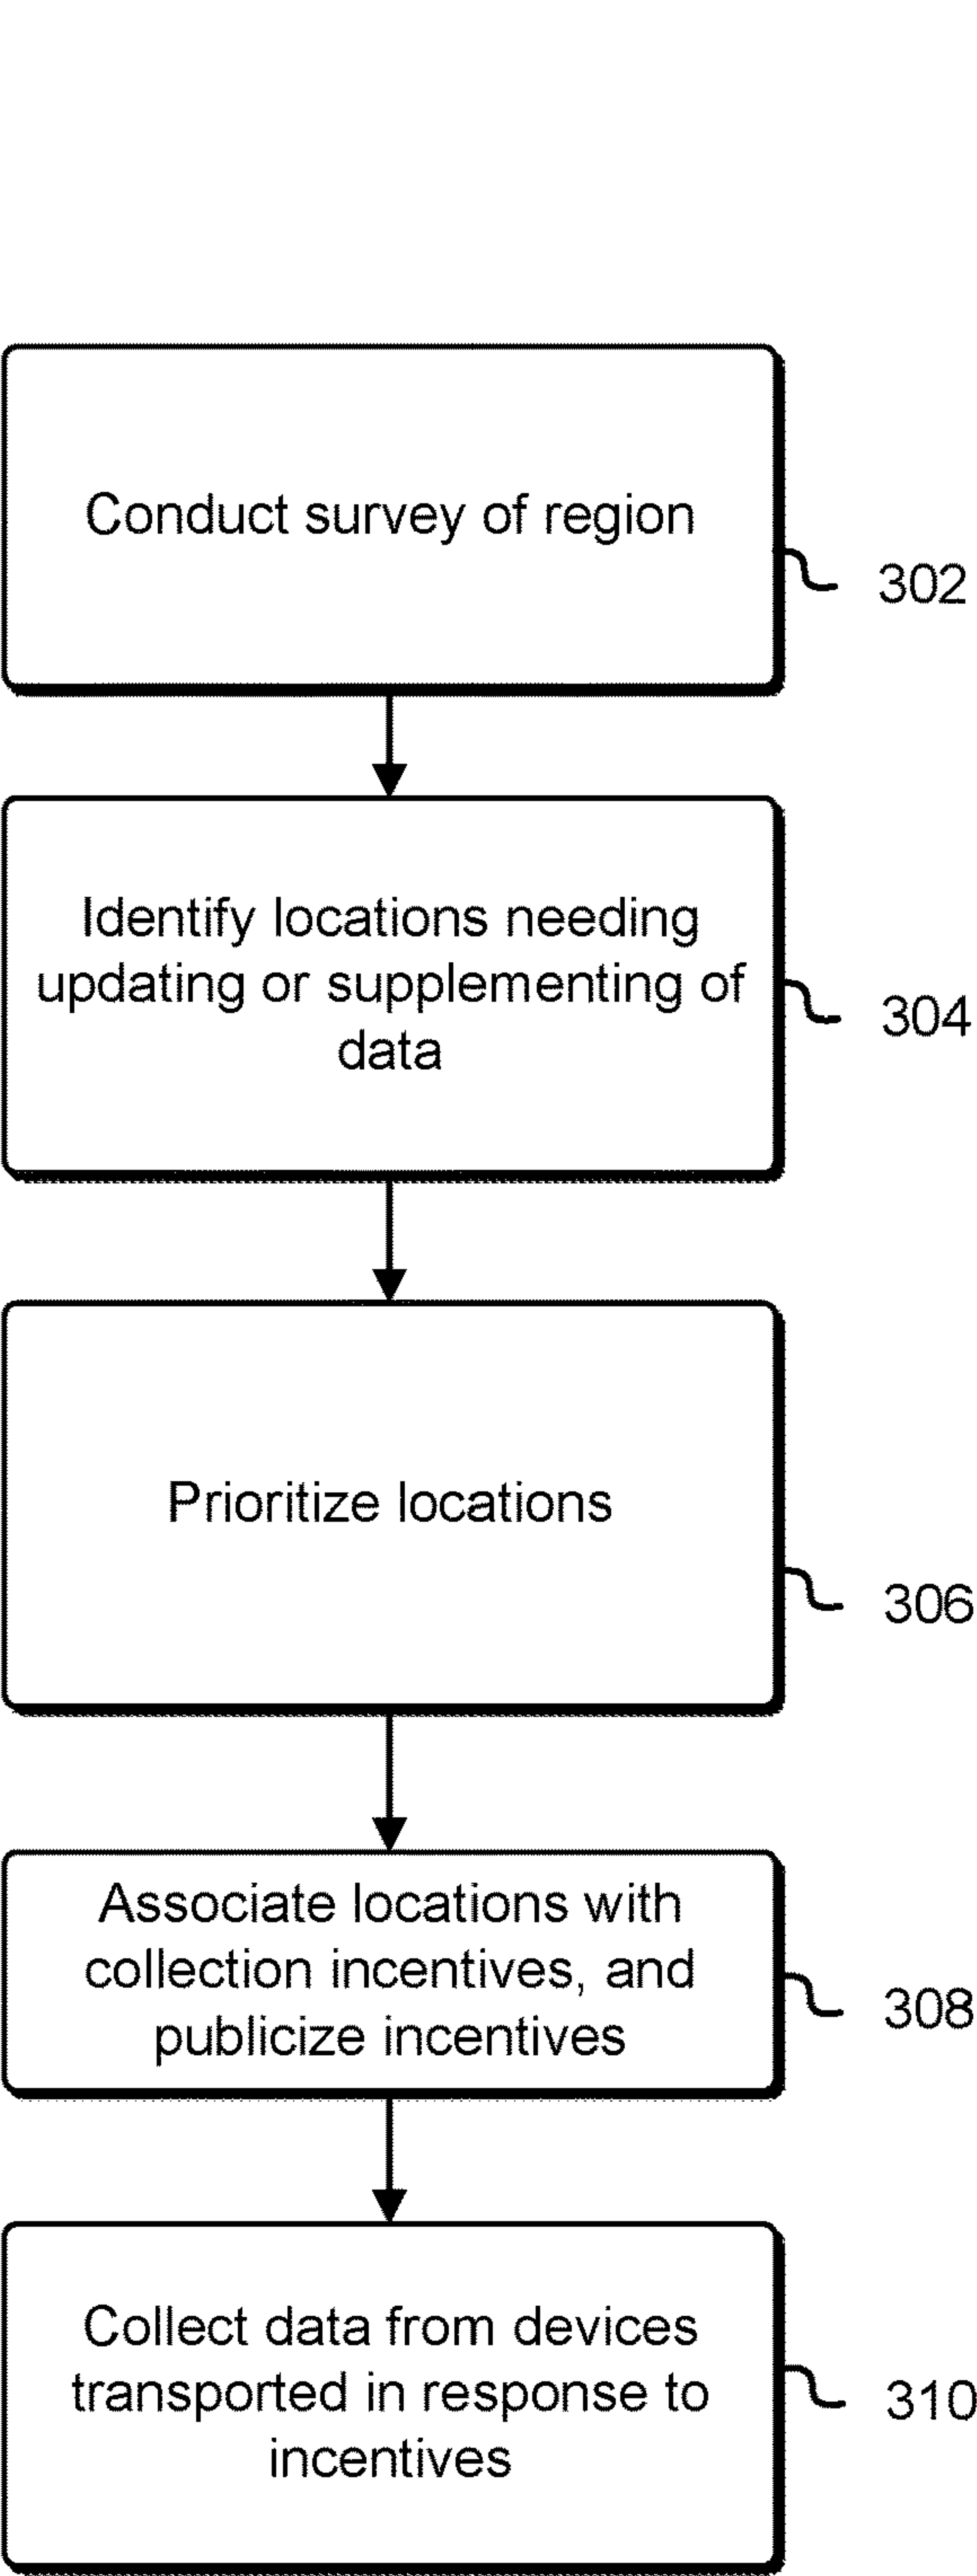 Conduct survey of region
302
Identify locations needing
updating or supplementing of
data
304
Prioritize locations
306
Associate locations with
collection incentives, and
publicize incentives
308
Collect data from devices
transported in response to
incentives
310